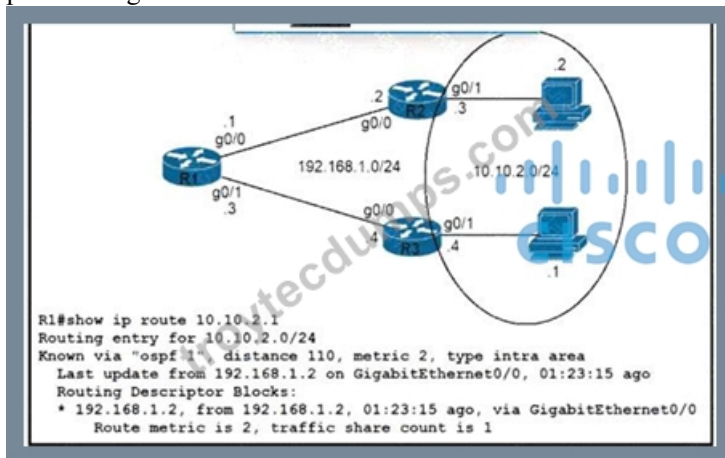 .2
.2
g0/1
R2
.3
.1
g0/0
g0/0
192.168.1.0/24
10.10.2.0/24
R1
g0/1
.3
g0/0
g0/1
.4
R3
.4
.1
CISCO
troytecdumps.com
R1#show ip route 10.10.2.1
Routing entry for 10.10.2.0/24
Known via "ospf 1", distance 110, metric 2, type intra area
Last update from 192.168.1.2 on GigabitEthernet0/0, 01:23:15 ago
Routing Descriptor Blocks:
* 192.168.1.2, from 192.168.1.2, 01:23:15 ago, via GigabitEthernet0/0
Route metric is 2, traffic share count is 1